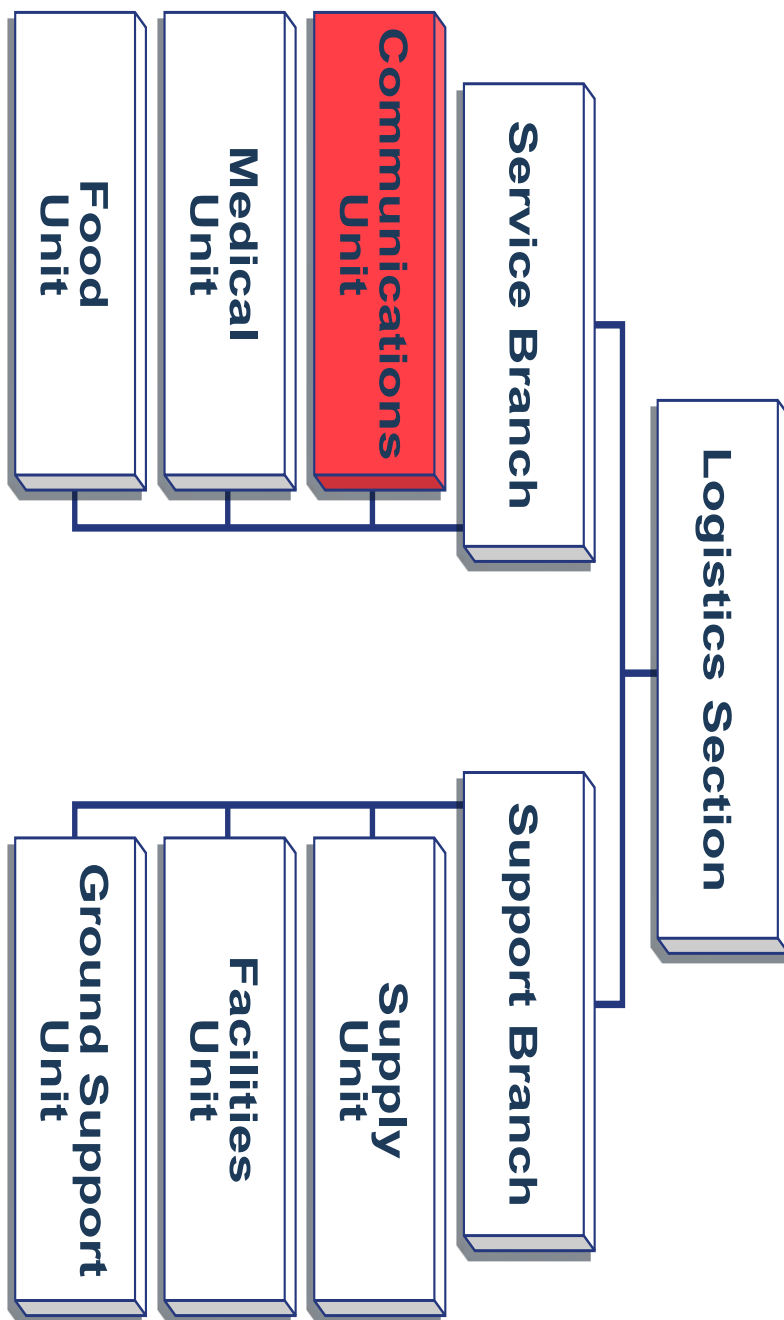 Logistics Section
Service Branch
Support Branch
Communications
Unit
Supply
Unit
Medical
Unit
Facilities
Unit
Food
Unit
Ground Support
Unit